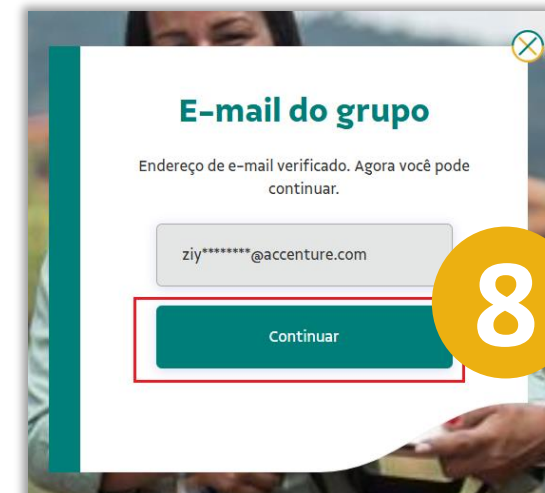 E-mail do grupo
Endereço de e-mail verificado. Agora você pode
continuar.
ziy********@accenture.com
Continuar
8